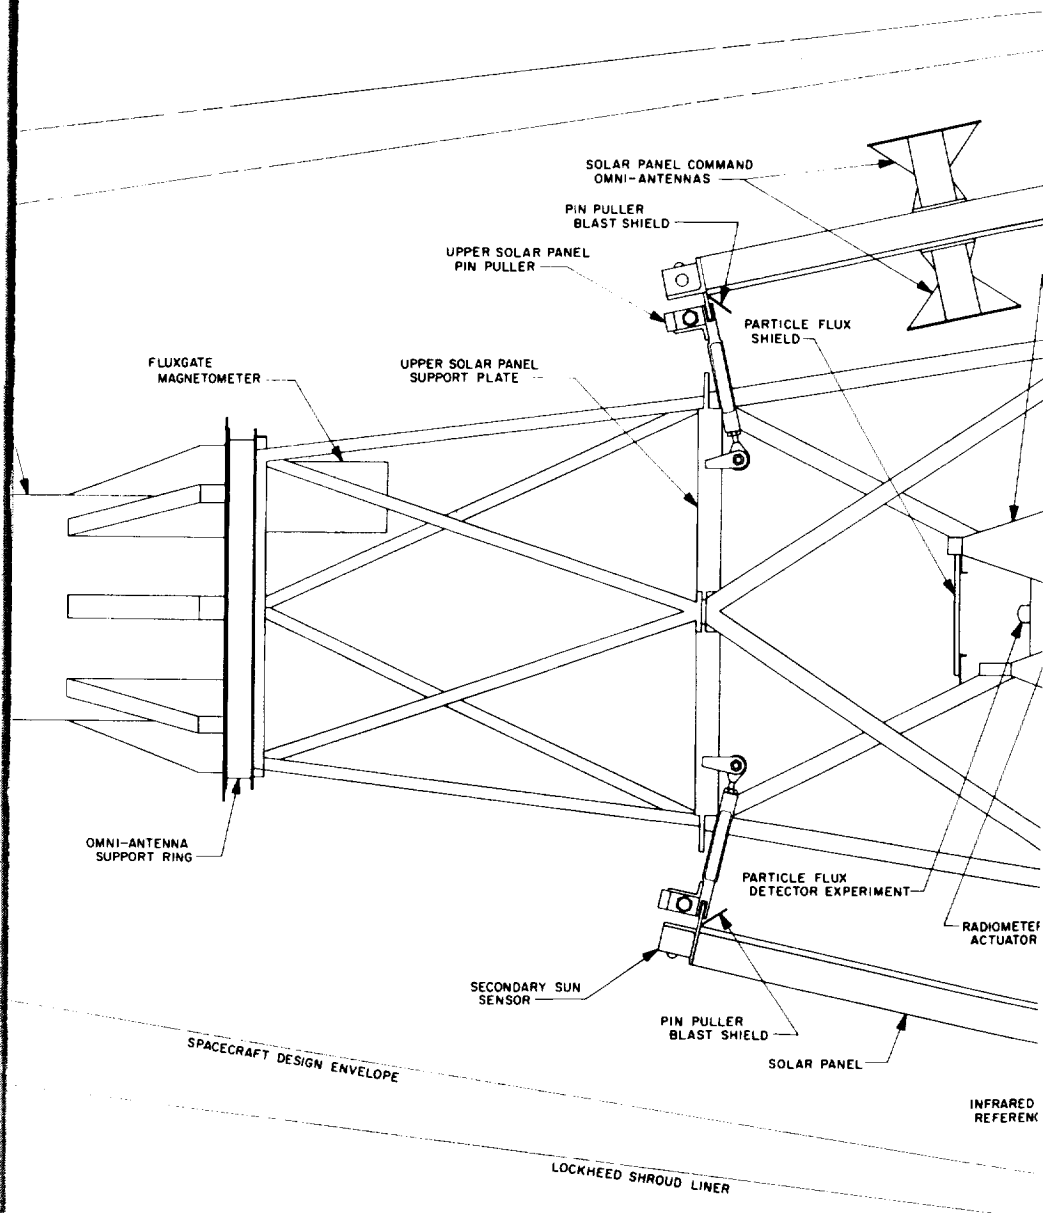 SOLAR PANEL COMMAND
OMNI-ANTENNAS
PIN PULLER
BLAST SHIELD
UPPER SOLAR PANEL
PIN PULLER
PARTICLE FLUX
SHIELD
FLUXGATE
MAGNETOMETER
UPPER SOLAR PANEL
SUPPORT PLATE
OMNI-ANTENNA
SUPPORT RING
PARTICLE FLUX
DETECTOR EXPERIMENT
RADIOMETER
ACTUATOR
SECONDARY SUN
SENSOR
PIN PULLER
BLAST SHIELD
SOLAR PANEL
SPACECRAFT DESIGN ENVELOPE
INFRARED
LOCKHEED SHROUD LINER